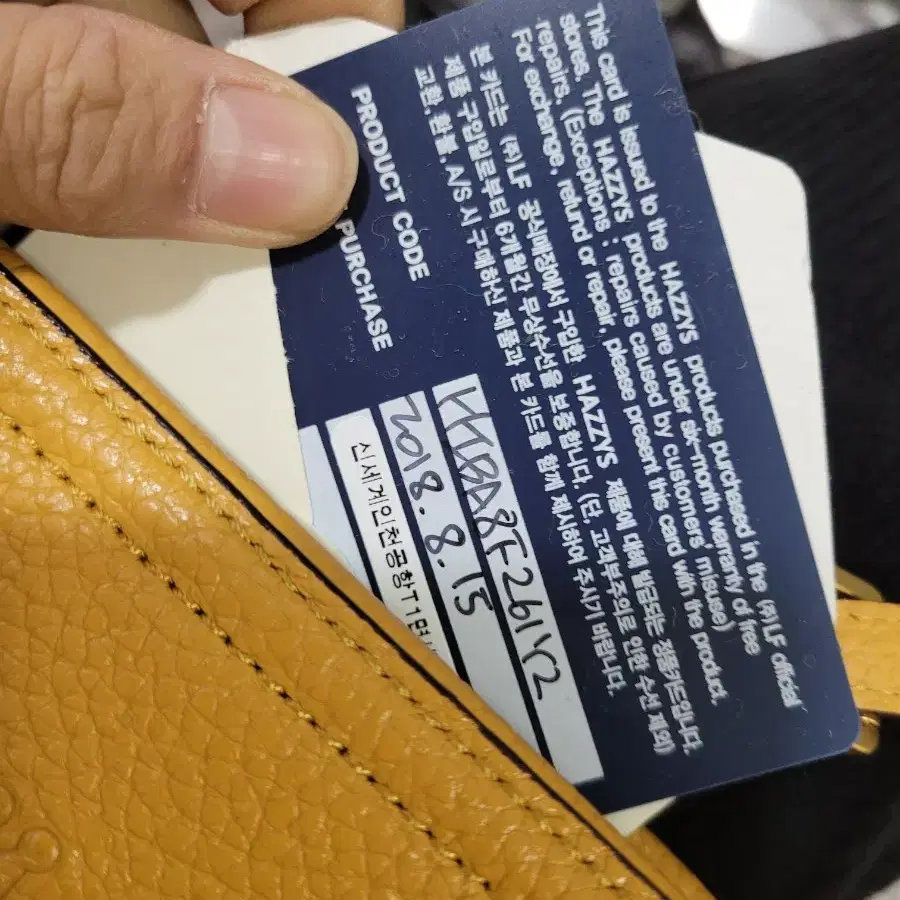 This card is issued to the HAZZYS products purcheseed in the (주)LF official
stores. The HAZZYS products are under six-month warranty of free
repairs. (Exceptions : repairs caused by customers' misuse)
For exchange, refund or repair, please present this card with the product.
본 카드는 (주)LF 공식매장에서 구입한 HAZZYS 제품에 대해 발급되는 정품카드입니다.
제품 구입일로부터 6개월간 무상수선을 보증합니다. (단, 고객부주의로 인한 수선 제외)
교환, 환불, A/S시 구매하신 제품과 본 카드를 함께 제시하여 주시기 바랍니다.
PRODUCT CODE HJBA8F261Y2
PURCHASE 2018.8.15
신세계인천공항T1면